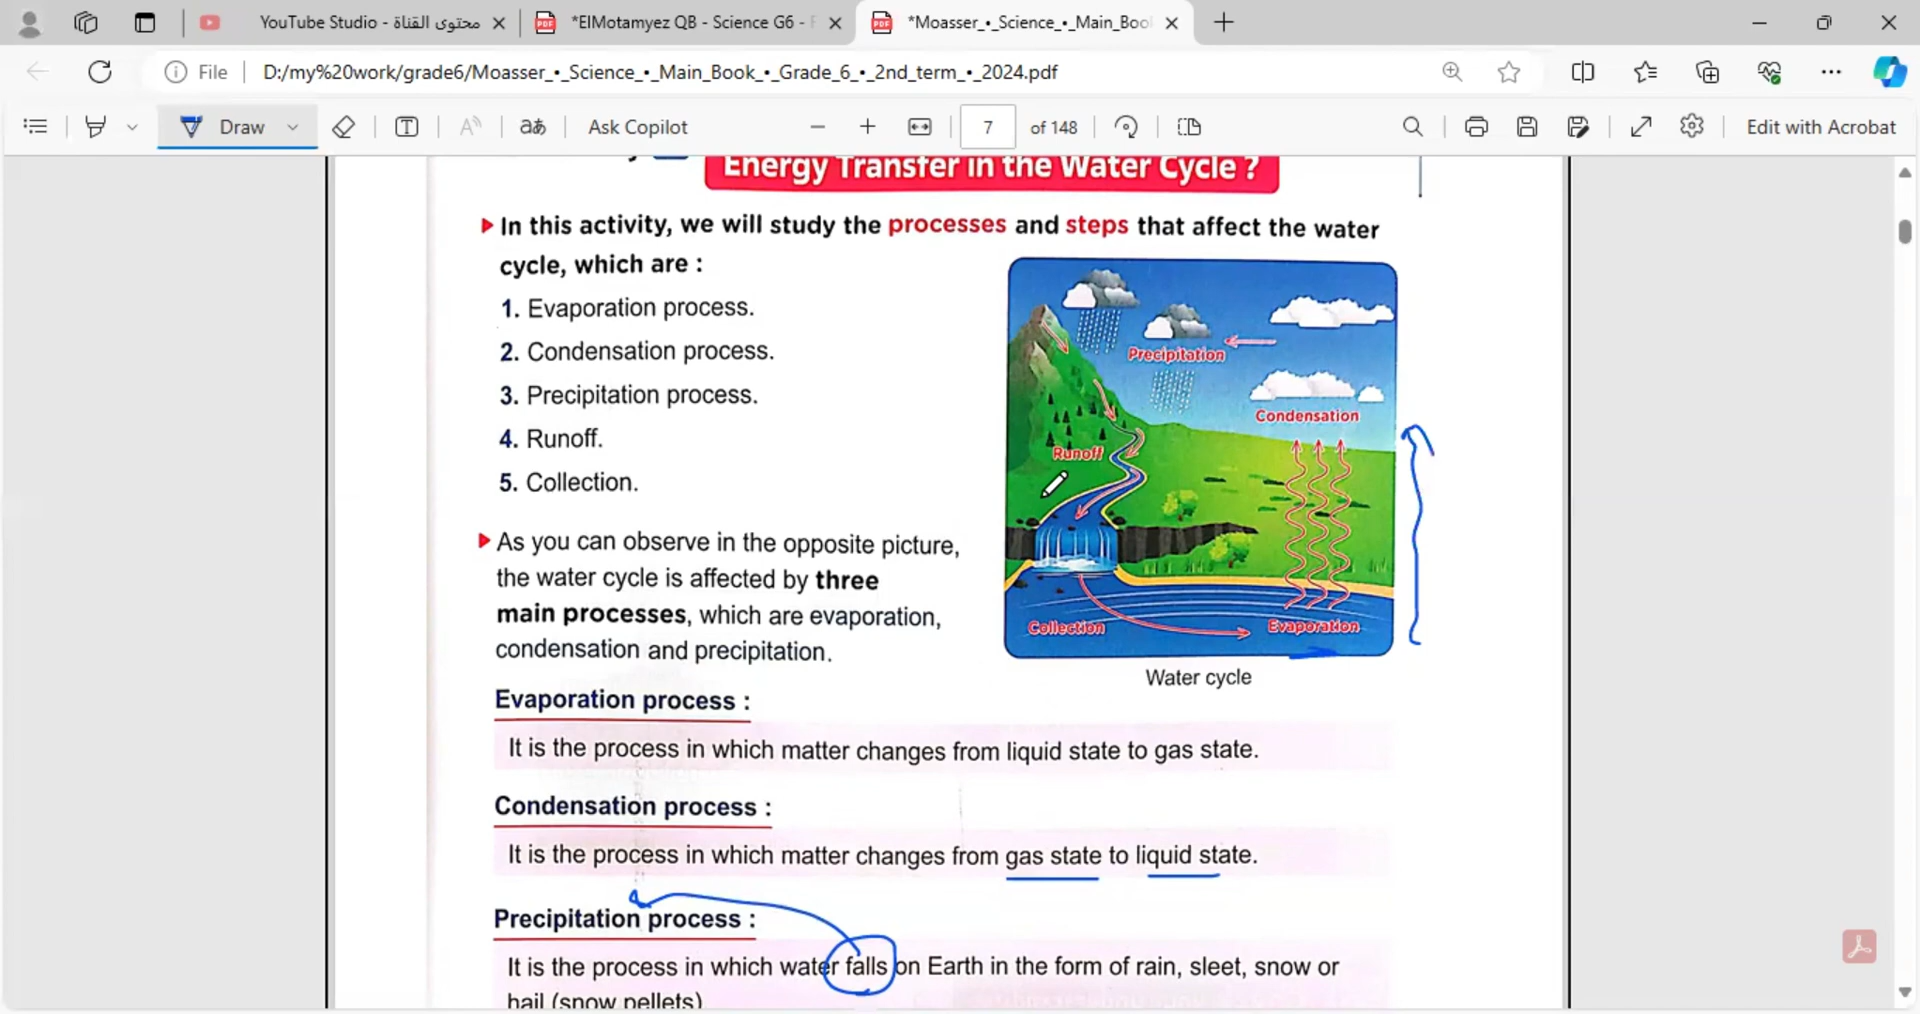 YouTube Studio - محتوى القناة
*ElMotamyez QB - Science G6 -
*Moasser_•_Science_•_Main_Boo
File
D:/my%20work/grade6/Moasser_•_Science_•_Main_Book_•_Grade_6_•_2nd_term_•_2024.pdf
Draw
Ask Copilot
7 of 148
Edit with Acrobat
Energy Transfer in the Water Cycle ?
In this activity, we will study the processes and steps that affect the water
cycle, which are :
1. Evaporation process.
2. Condensation process.
3. Precipitation process.
4. Runoff.
5. Collection.
Precipitation
Condensation
Runoff
Collection
Evaporation
Water cycle
As you can observe in the opposite picture,
the water cycle is affected by three
main processes, which are evaporation,
condensation and precipitation.
Evaporation process :
It is the process in which matter changes from liquid state to gas state.
Condensation process :
It is the process in which matter changes from gas state to liquid state.
Precipitation process :
It is the process in which water falls on Earth in the form of rain, sleet, snow or
hail (snow pellets)